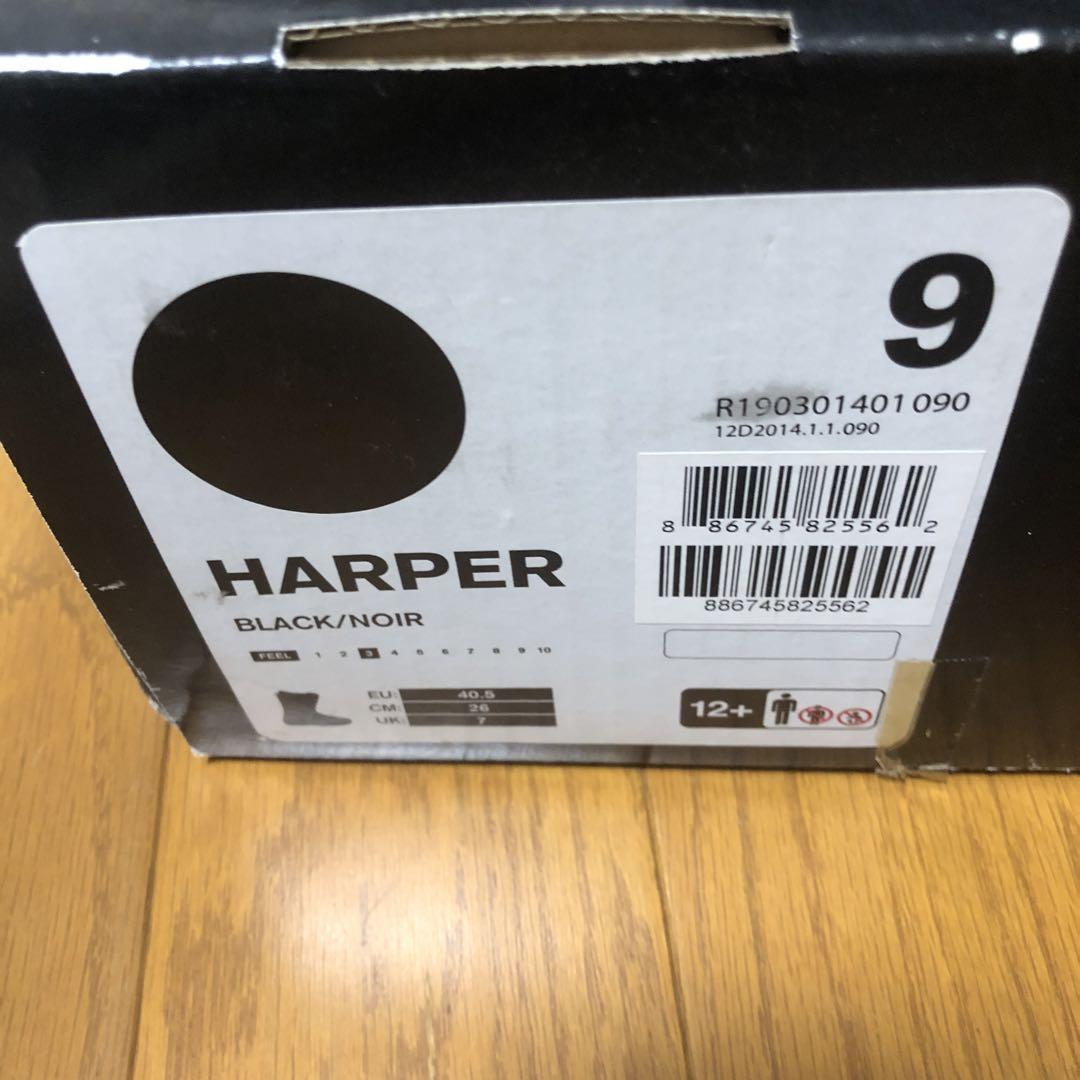 9
R190301401090
12D2014.1.1.090
8 86745 82556 2
886745825562
HARPER
BLACK/NOIR
FEEL 1 2 3 4 5 6 7 8 9 10
EU: 40.5
CM: 26
UK: 7
12+